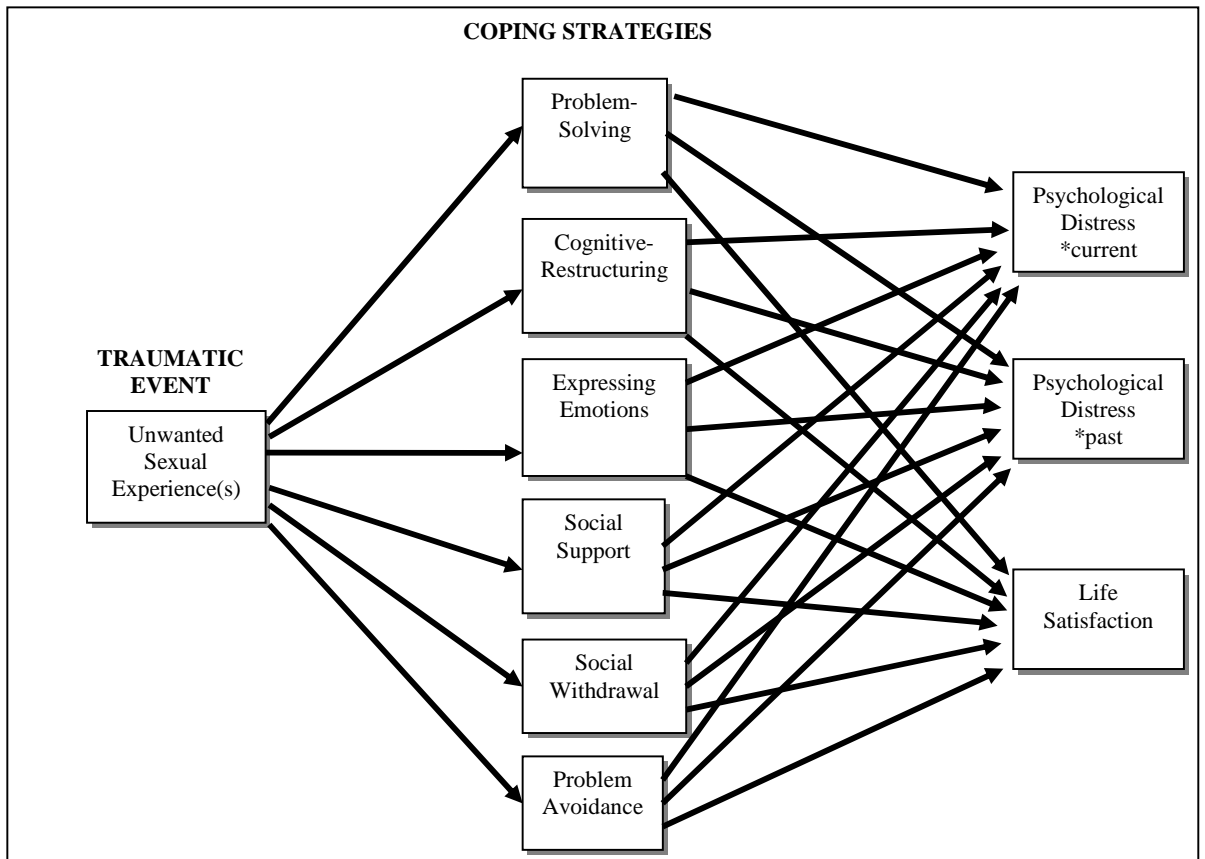 COPING STRATEGIES
Problem-
Solving
Cognitive-
Restructuring
Expressing
Emotions
Social
Support
Social
Withdrawal
Problem
Avoidance
TRAUMATIC
EVENT
Unwanted
Sexual
Experience(s)
Psychological
Distress
*current
Psychological
Distress
*past
Life
Satisfaction